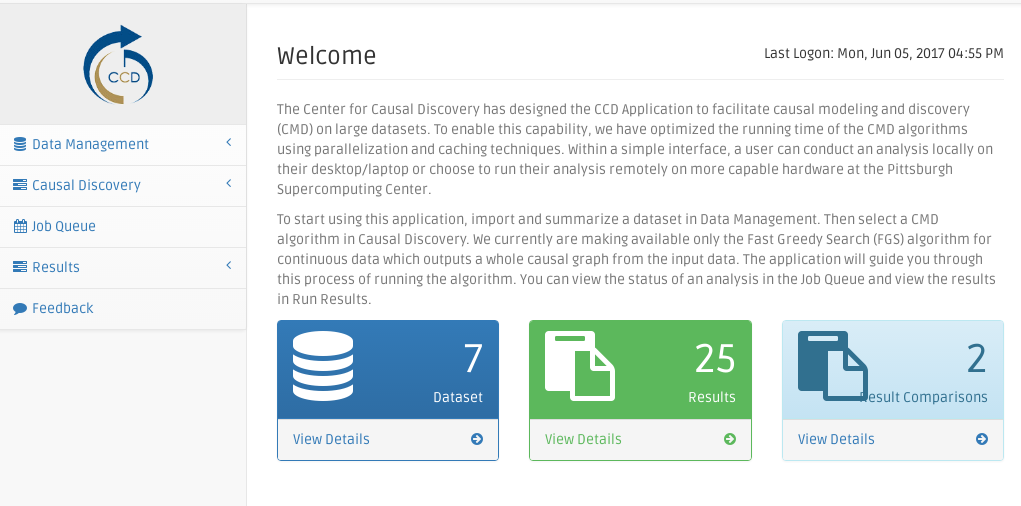 CCD
Data Management
Causal Discovery
Job Queue
Results
Feedback
Welcome
Last Logon: Mon, Jun 05, 2017 04:55 PM
The Center for Causal Discovery has designed the CCD Application to facilitate causal modeling and discovery
(CMD) on large datasets. To enable this capability, we have optimized the running time of the CMD algorithms
using parallelization and caching techniques. Within a simple interface, a user can conduct an analysis locally on
their desktop/laptop or choose to run their analysis remotely on more capable hardware at the Pittsburgh
Supercomputing Center.
To start using this application, import and summarize a dataset in Data Management. Then select a CMD
algorithm in Causal Discovery. We currently are making available only the Fast Greedy Search (FGS) algorithm for
continuous data which outputs a whole causal graph from the input data. The application will guide you through
this process of running the algorithm. You can view the status of an analysis in the Job Queue and view the results
in Run Results.
7
Dataset
View Details
25
Results
View Details
2
Result Comparisons
View Details